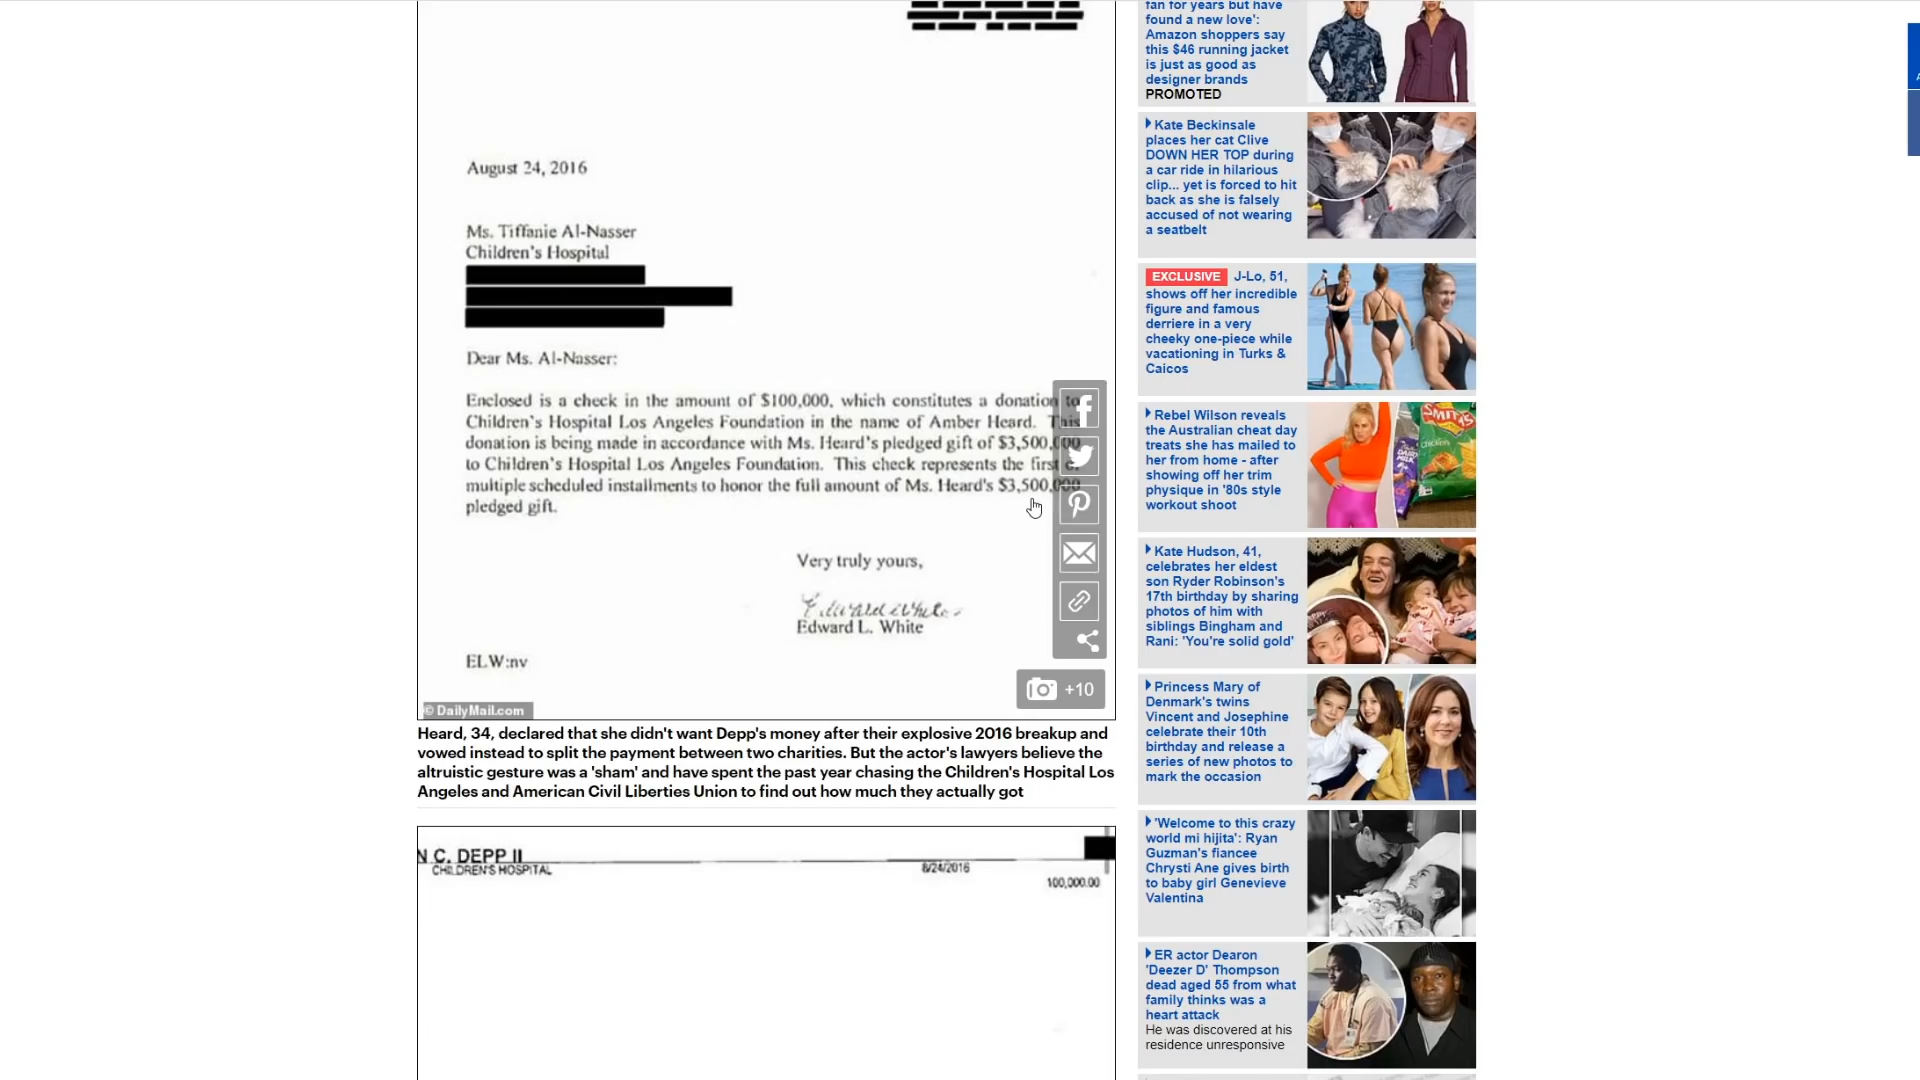 August 24, 2016
Ms. Tiffanie Al-Nasser
Children's Hospital
Dear Ms. Al-Nasser:
Enclosed is a check in the amount of $100,000, which constitutes a donation to
Children's Hospital Los Angeles Foundation in the name of Amber Heard. This
donation is being made in accordance with Ms. Heard's pledged gift of $3,500,000
to Children's Hospital Los Angeles Foundation. This check represents the first of
multiple scheduled installments to honor the full amount of Ms. Heard's $3,500,000
pledged gift.
Very truly yours,
Edward L. White
ELW:nv
+10
© DailyMail.com
Heard, 34, declared that she didn't want Depp's money after their explosive 2016 breakup and
vowed instead to split the payment between two charities. But the actor's lawyers believe the
altruistic gesture was a 'sham' and have spent the past year chasing the Children's Hospital Los
Angeles and American Civil Liberties Union to find out how much they actually got
N C. DEPP II
CHILDREN'S HOSPITAL
8/24/2016
100,000.00
fan for years but have
found a new love':
Amazon shoppers say
this $46 running jacket
is just as good as
designer brands
PROMOTED
Kate Beckinsale
places her cat Clive
DOWN HER TOP during
a car ride in hilarious
clip... yet is forced to hit
back as she is falsely
accused of not wearing
a seatbelt
EXCLUSIVE J-Lo, 51,
shows off her incredible
figure and famous
derriere in a very
cheeky one-piece while
vacationing in Turks &
Caicos
Rebel Wilson reveals
the Australian cheat day
treats she has mailed to
her from home - after
showing off her trim
physique in '80s style
workout shoot
SMITH'S
chicken
DAIRY
MILK
Kate Hudson, 41,
celebrates her eldest
son Ryder Robinson's
17th birthday by sharing
photos of him with
siblings Bingham and
Rani: 'You're solid gold'
Princess Mary of
Denmark's twins
Vincent and Josephine
celebrate their 10th
birthday and release a
series of new photos to
mark the occasion
'Welcome to this crazy
world mi hijita': Ryan
Guzman's fiancee
Chrysti Ane gives birth
to baby girl Genevieve
Valentina
ER actor Dearon
'Deezer D' Thompson
dead aged 55 from what
family thinks was a
heart attack
He was discovered at his
residence unresponsive